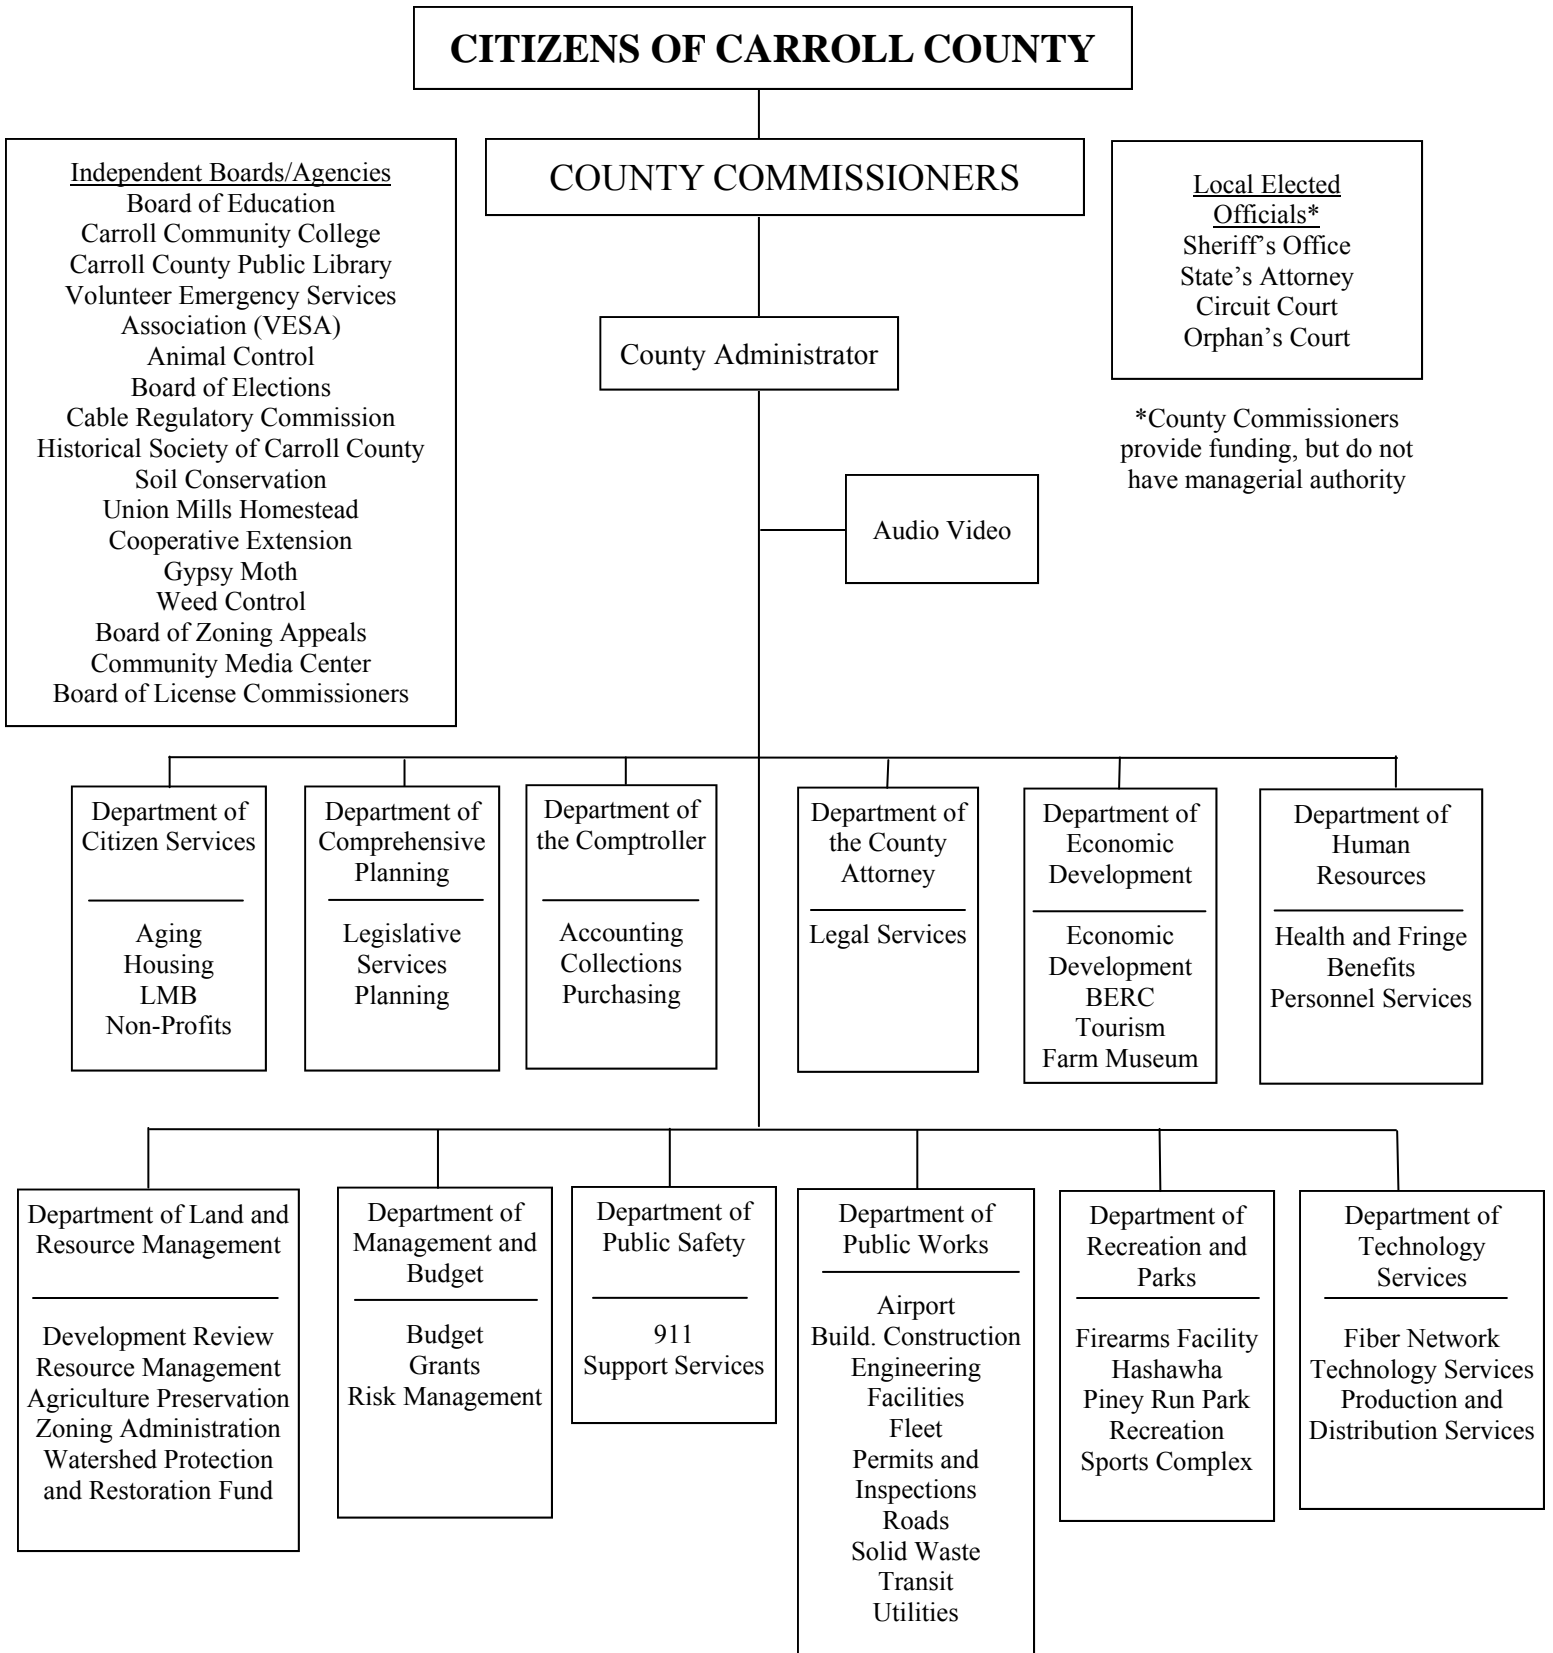 CITIZENS OF CARROLL COUNTY
COUNTY COMMISSIONERS
Independent Boards/Agencies
Board of Education
Carroll Community College
Carroll County Public Library
Volunteer Emergency Services
Association (VESA)
Animal Control
Board of Elections
Cable Regulatory Commission
Historical Society of Carroll County
Soil Conservation
Union Mills Homestead
Cooperative Extension
Gypsy Moth
Weed Control
Board of Zoning Appeals
Community Media Center
Board of License Commissioners
Local Elected
Officials*
Sheriff’s Office
State’s Attorney
Circuit Court
Orphan’s Court
*County Commissioners
provide funding, but do not
have managerial authority
County Administrator
Audio Video
Department of
Citizen Services
Aging
Housing
LMB
Non-Profits
Department of
Comprehensive
Planning
Legislative
Services
Planning
Department of
the Comptroller
Accounting
Collections
Purchasing
Department of
the County
Attorney
Legal Services
Department of
Economic
Development
Economic
Development
BERC
Tourism
Farm Museum
Department of
Human
Resources
Health and Fringe
Benefits
Personnel Services
Department of Land and
Resource Management
Development Review
Resource Management
Agriculture Preservation
Zoning Administration
Watershed Protection
and Restoration Fund
Department of
Management and
Budget
Budget
Grants
Risk Management
Department of
Public Safety
911
Support Services
Department of
Public Works
Airport
Build. Construction
Engineering
Facilities
Fleet
Permits and
Inspections
Roads
Solid Waste
Transit
Utilities
Department of
Recreation and
Parks
Firearms Facility
Hashawha
Piney Run Park
Recreation
Sports Complex
Department of
Technology
Services
Fiber Network
Technology Services
Production and
Distribution Services